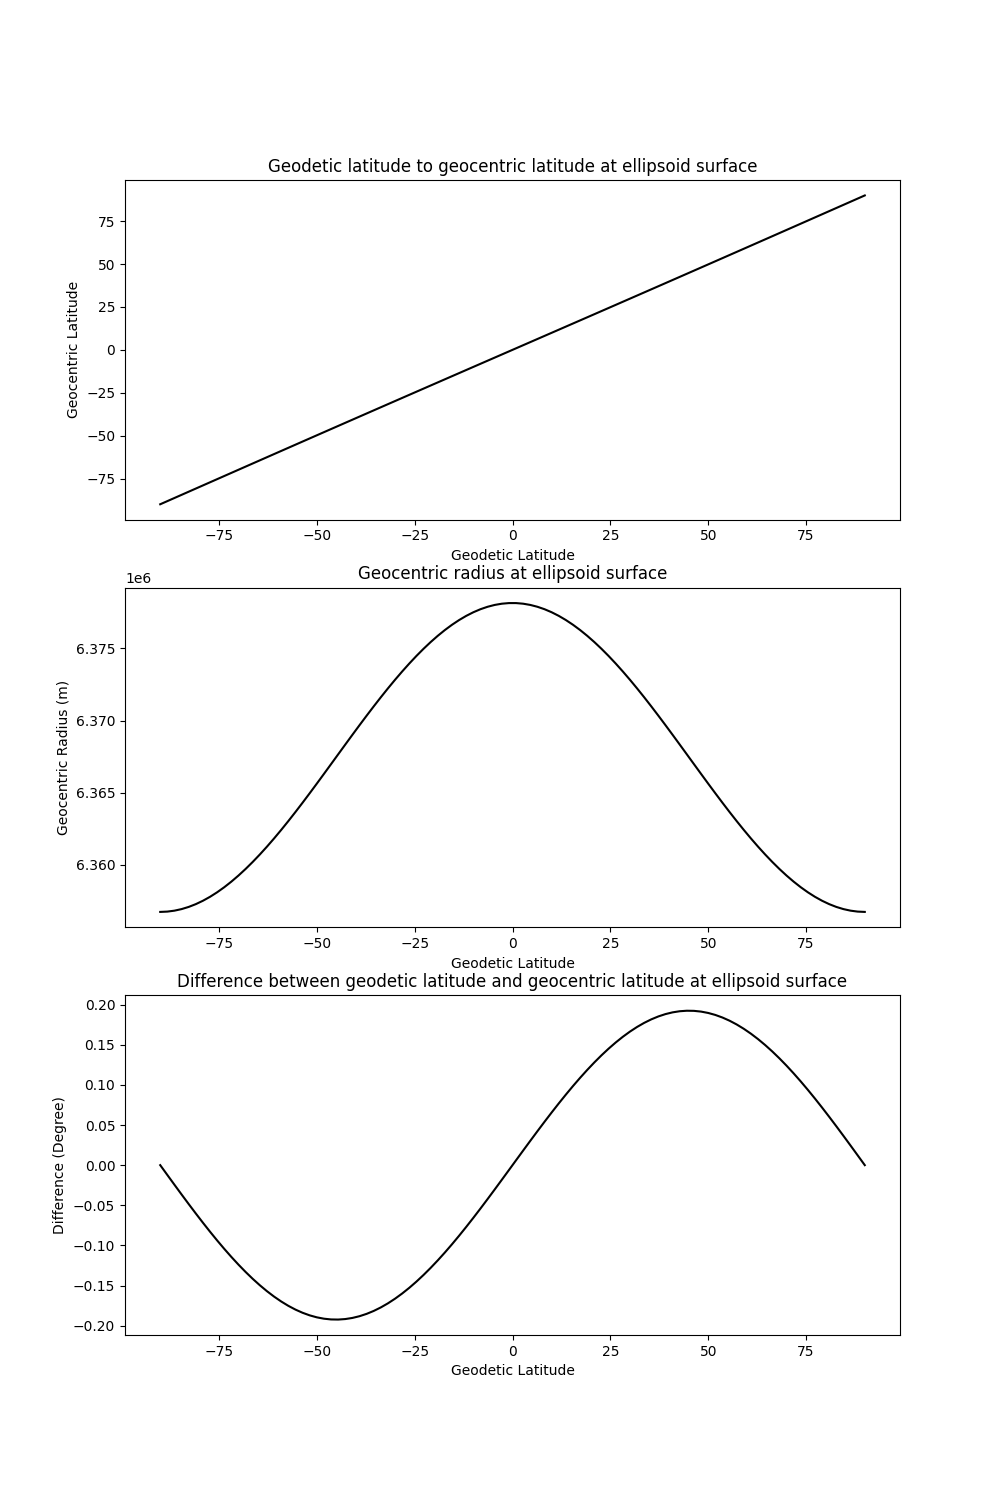 Geodetic latitude to geocentric latitude at ellipsoid surface
75
50
25
0
−25
−50
−75
Geocentric Latitude
−75 −50 −25 0 25 50 75
Geodetic Latitude
Geocentric radius at ellipsoid surface
1e6
6.375
6.370
6.365
6.360
Geocentric Radius (m)
−75 −50 −25 0 25 50 75
Geodetic Latitude
Difference between geodetic latitude and geocentric latitude at ellipsoid surface
0.20
0.15
0.10
0.05
0.00
−0.05
−0.10
−0.15
−0.20
Difference (Degree)
−75 −50 −25 0 25 50 75
Geodetic Latitude